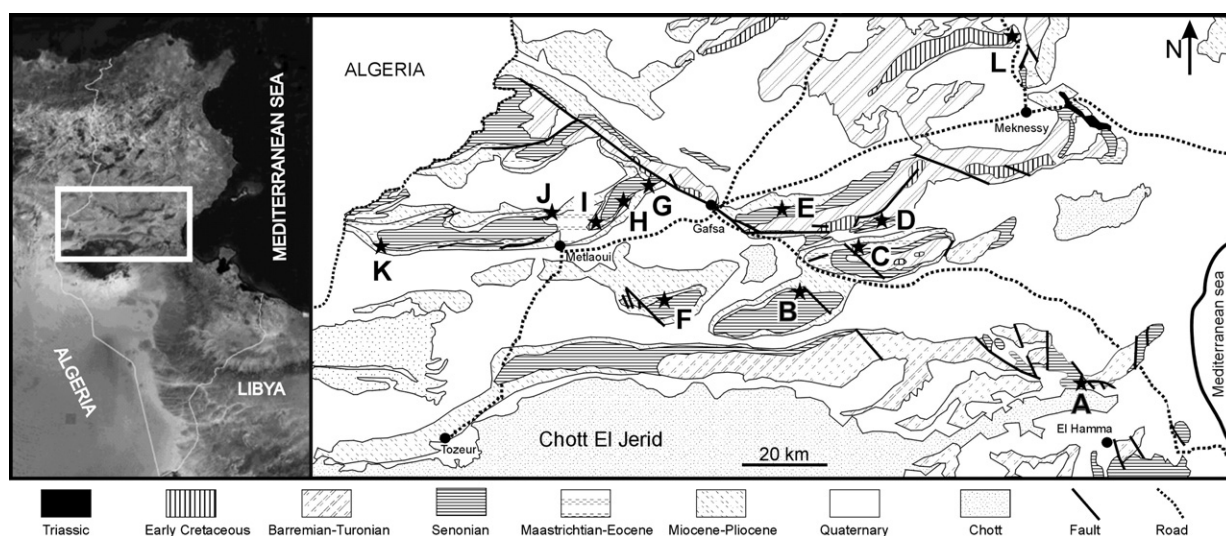 MEDITERRANEAN SEA
ALGERIA
LIBYA
ALGERIA
N
L
Meknessy
J
I
H
G
Gafsa
E
D
C
K
Metlaoui
F
B
A
Mediterranean sea
El Hamma
Tozeur
Chott El Jerid
20 km
Triassic
Early Cretaceous
Barremian-Turonian
Senonian
Maastrichtian-Eocene
Miocene-Pliocene
Quaternary
Chott
Fault
Road